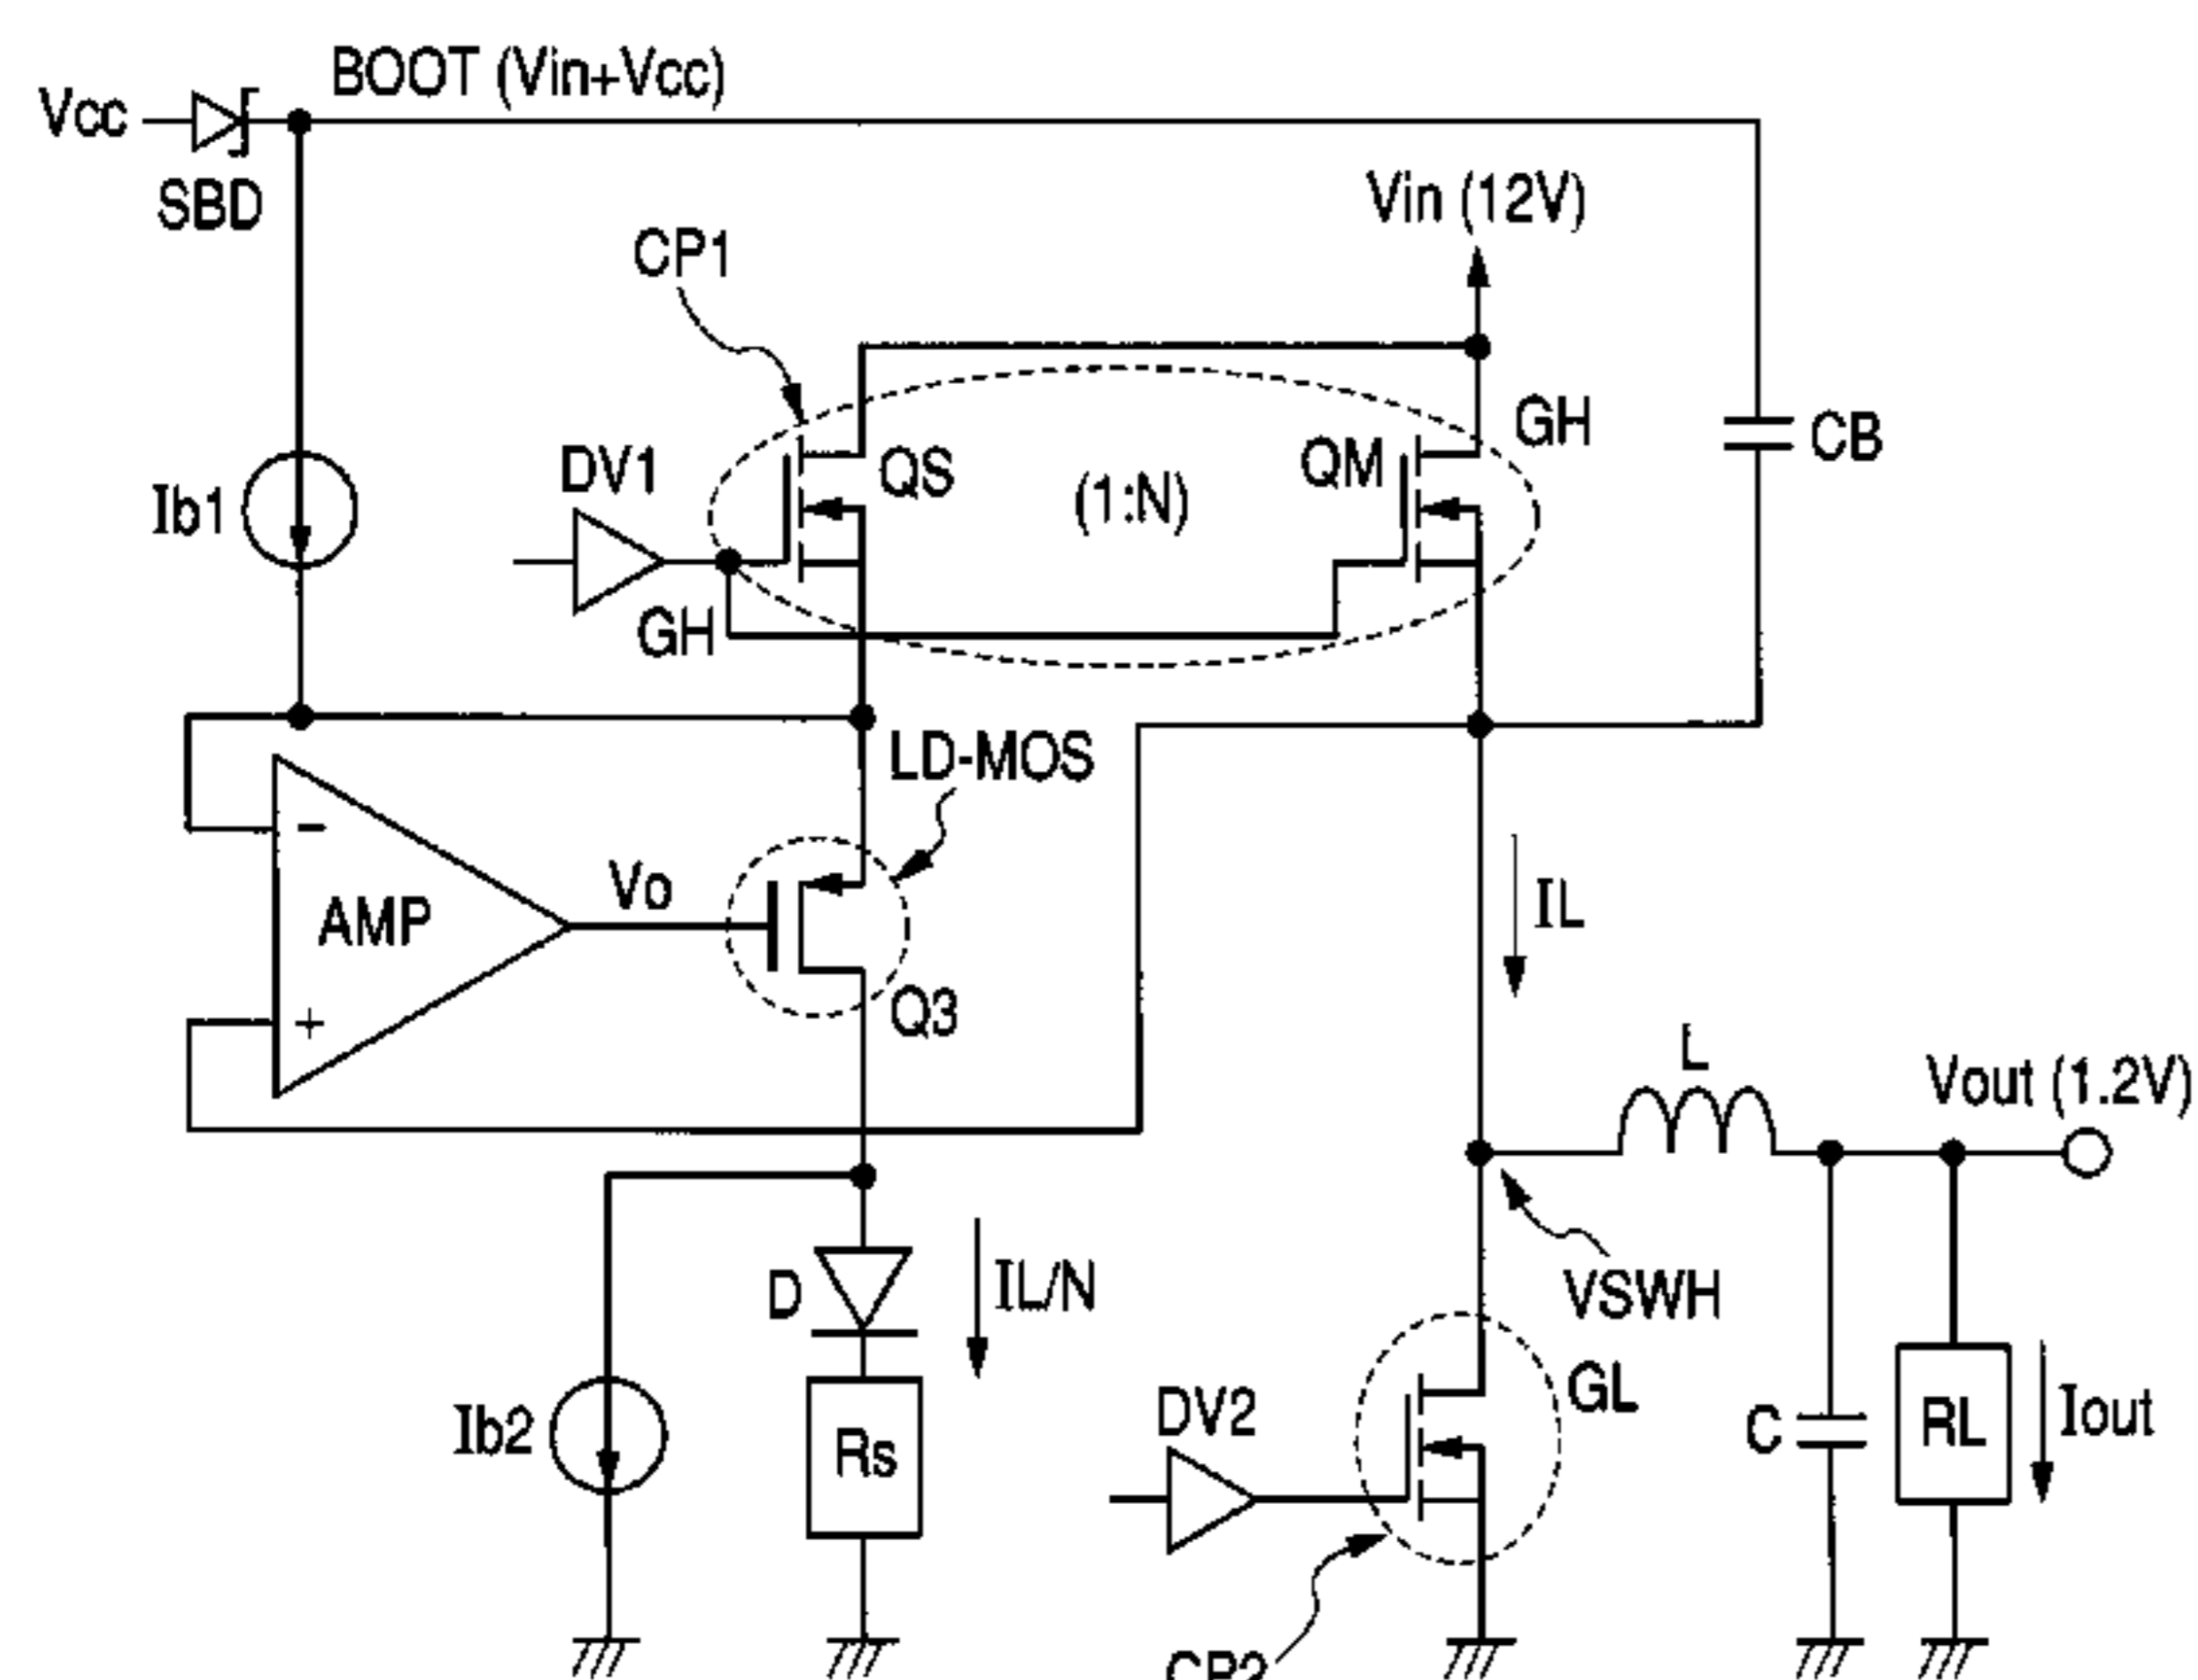 BOOT (Vin+Vcc)
Vcc
SBD
Vin (12V)
CP1
GH
CB
DV1
QS
(1:N)
QM
Ib1
GH
LD-MOS
-
AMP
Vo
IL
+
Q3
L
Vout (1.2V)
D
IL/N
VSWH
GL
DV2
Ib2
Rs
C
RL
Iout
CP2